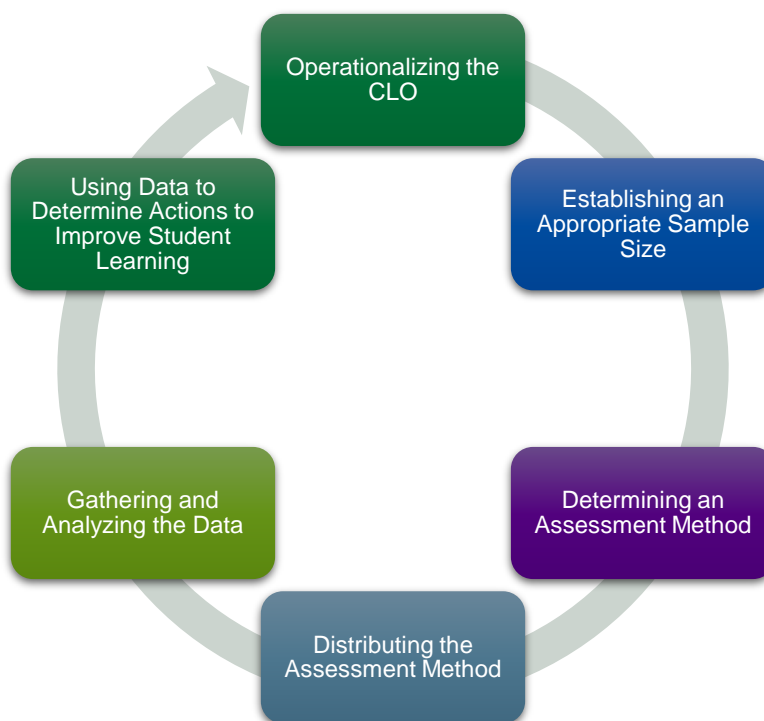 Operationalizing the
CLO
Establishing an
Appropriate Sample
Size
Determining an
Assessment Method
Distributing the
Assessment Method
Gathering and
Analyzing the Data
Using Data to
Determine Actions to
Improve Student
Learning